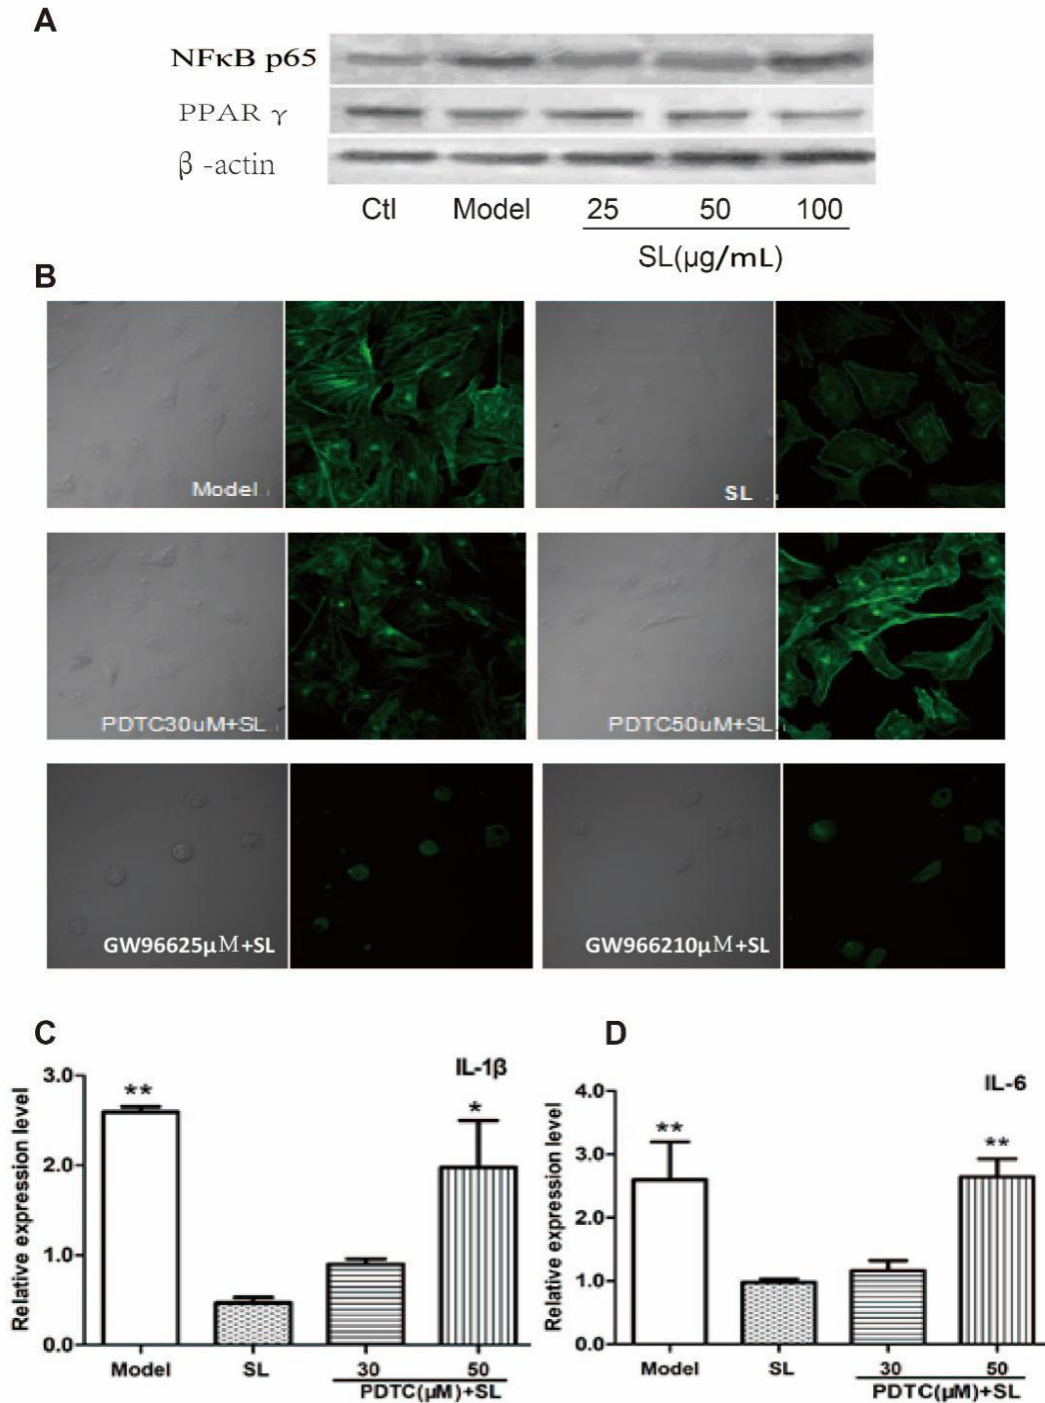 A
NFκB p65
PPAR γ
β -actin
Ctl Model 25 50 100
SL(μg/mL)
B
Model
SL
PDTC30uM+SL
PDTC50uM+SL
GW96625μM+SL
GW966210μM+SL
C
IL-1β
Relative expression level
3.0
2.0
1.0
0.0
**
*
Model SL 30 50
PDTC(μM)+SL
D
IL-6
Relative expression level
4.0
3.0
2.0
1.0
0.0
**
**
Model SL 30 50
PDTC(μM)+SL